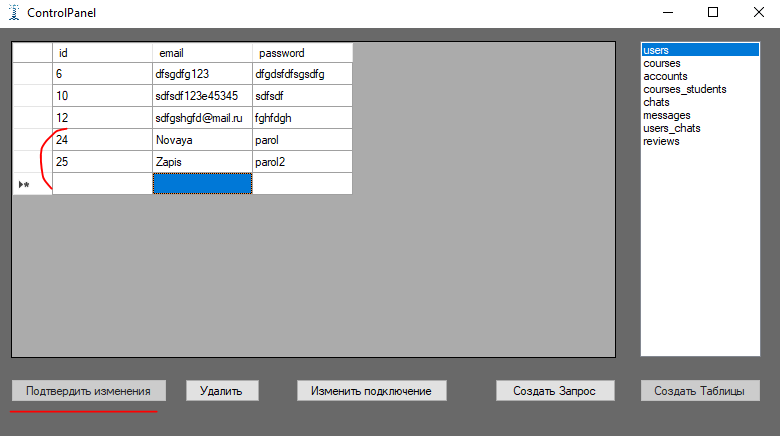 ControlPanel
id email password
6 dfsgdfg123 dfgdsfdfsgsdfg
10 sdfsdf123e45345 sdfsdf
12 sdfgshgfd@mail.ru fghfdgh
24 Novaya parol
25 Zapis parol2
users
courses
accounts
courses_students
chats
messages
users_chats
reviews
Подтвердить изменения Удалить Изменить подключение Создать Запрос Создать Таблицы